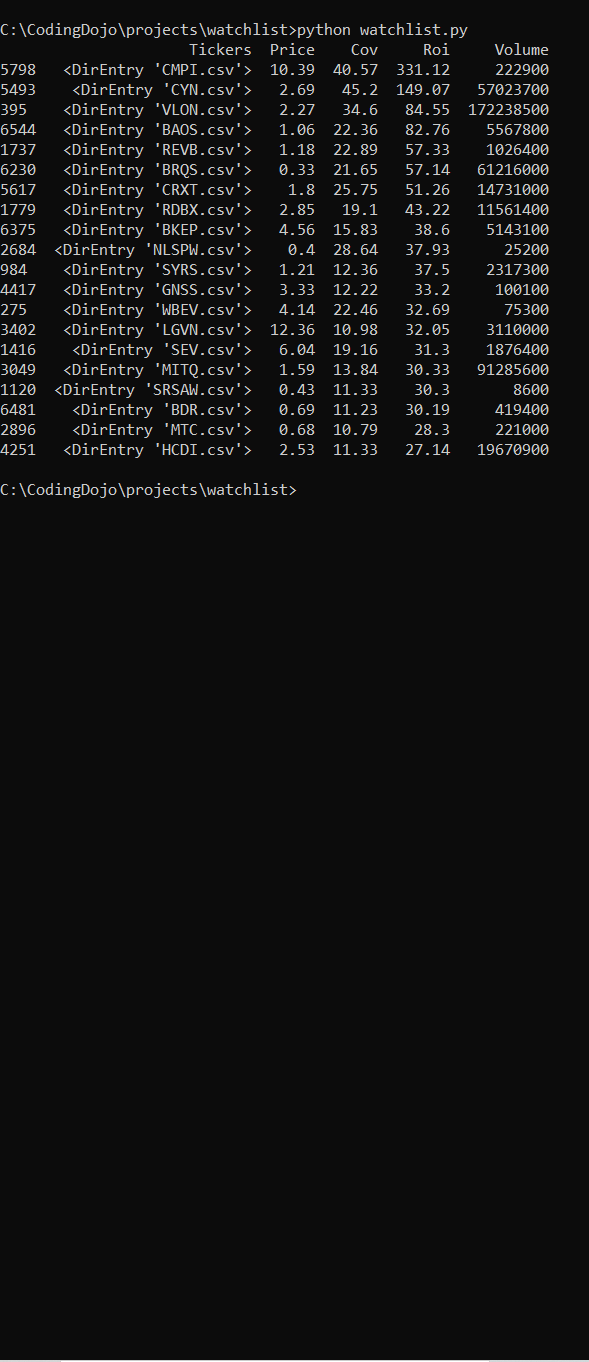 C:\CodingDojo\projects\watchlist>python watchlist.py
Tickers Price Cov Roi Volume
5798 <DirEntry 'CMPI.csv'> 10.39 40.57 331.12 222900
5493 <DirEntry 'CYN.csv'> 2.69 45.2 149.07 57023700
395 <DirEntry 'VLON.csv'> 2.27 34.6 84.55 172238500
6544 <DirEntry 'BAOS.csv'> 1.06 22.36 82.76 5567800
1737 <DirEntry 'REVB.csv'> 1.18 22.89 57.33 1026400
6230 <DirEntry 'BRQS.csv'> 0.33 21.65 57.14 61216000
5617 <DirEntry 'CRXT.csv'> 1.8 25.75 51.26 14731000
1779 <DirEntry 'RDBX.csv'> 2.85 19.1 43.22 11561400
6375 <DirEntry 'BKEP.csv'> 4.56 15.83 38.6 5143100
2684 <DirEntry 'NLSPW.csv'> 0.4 28.64 37.93 25200
984 <DirEntry 'SYRS.csv'> 1.21 12.36 37.5 2317300
4417 <DirEntry 'GNSS.csv'> 3.33 12.22 33.2 100100
275 <DirEntry 'WBEV.csv'> 4.14 22.46 32.69 75300
3402 <DirEntry 'LGVN.csv'> 12.36 10.98 32.05 3110000
1416 <DirEntry 'SEV.csv'> 6.04 19.16 31.3 1876400
3049 <DirEntry 'MITQ.csv'> 1.59 13.84 30.33 91285600
1120 <DirEntry 'SRSAW.csv'> 0.43 11.33 30.3 8600
6481 <DirEntry 'BDR.csv'> 0.69 11.23 30.19 419400
2896 <DirEntry 'MTC.csv'> 0.68 10.79 28.3 221000
4251 <DirEntry 'HCDI.csv'> 2.53 11.33 27.14 19670900
C:\CodingDojo\projects\watchlist>